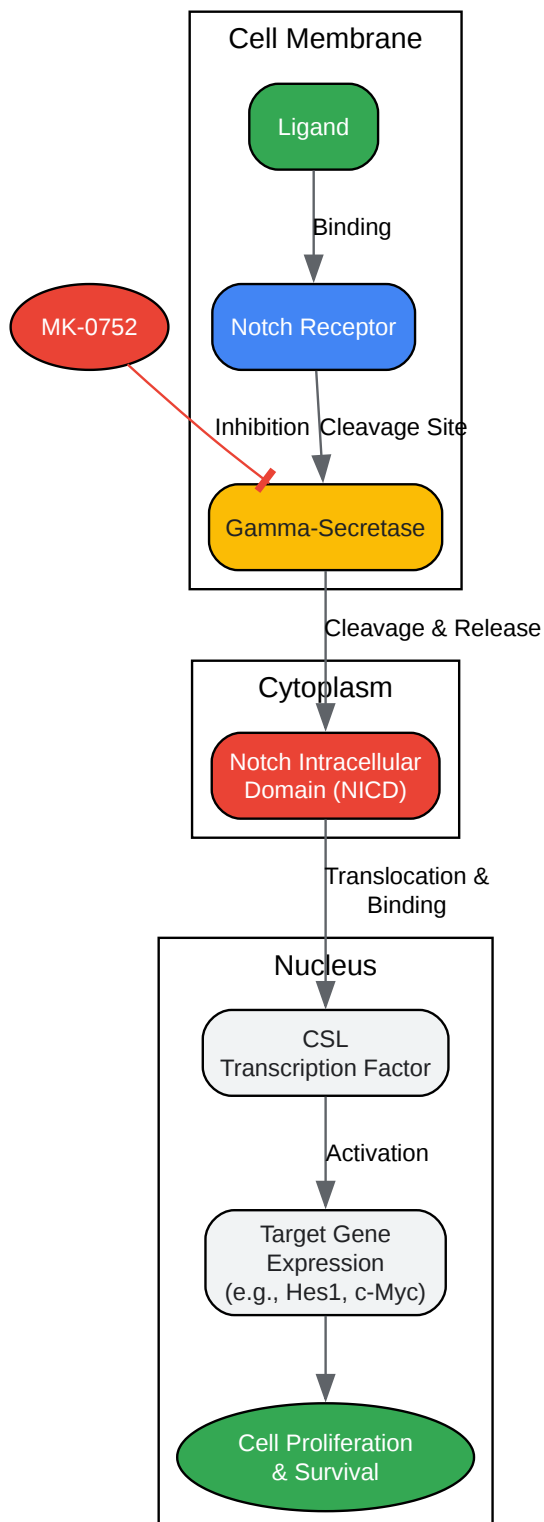 Cell Membrane
Ligand
Binding
MK-0752
Notch Receptor
Inhibition
Cleavage Site
Gamma-Secretase
Cleavage & Release
Cytoplasm
Notch Intracellular
Domain (NICD)
Translocation &
Binding
Nucleus
CSL
Transcription Factor
Activation
Target Gene
Expression
(e.g., Hes1, c-Myc)
Cell Proliferation
& Survival